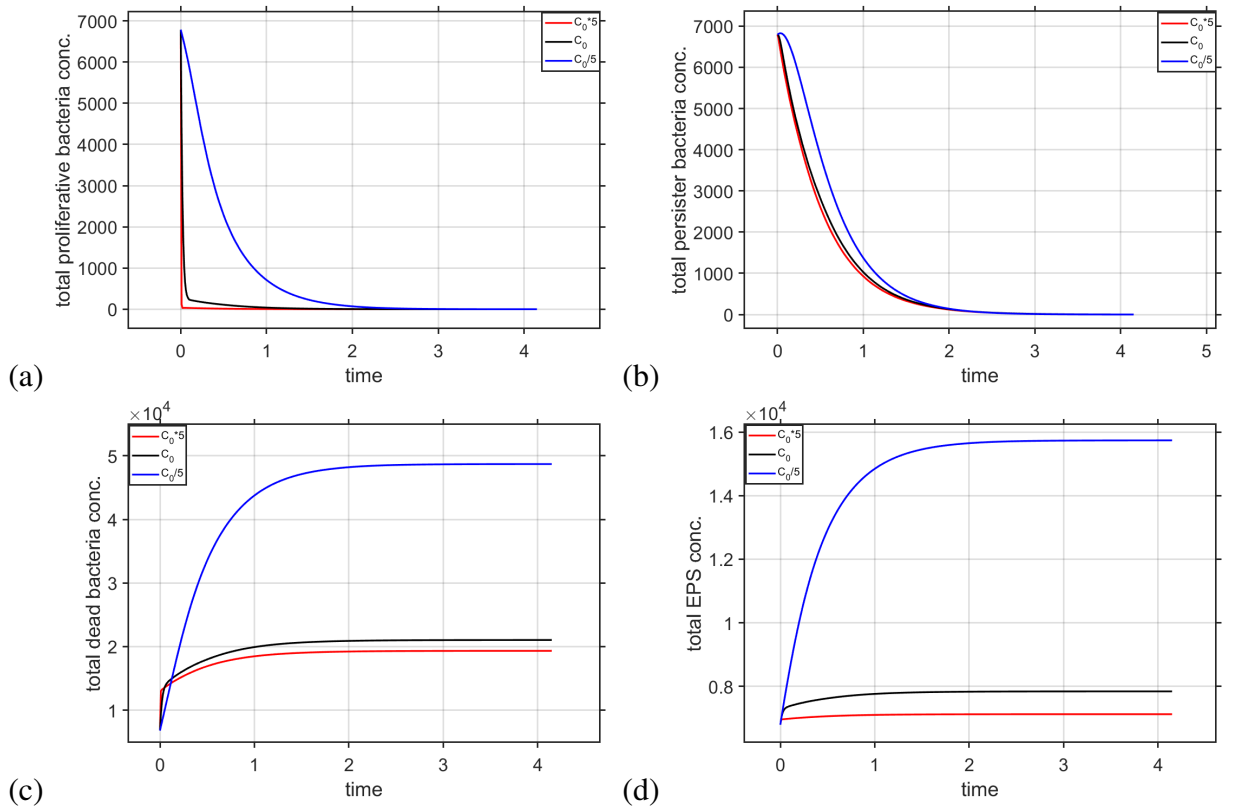 total proliferative bacteria conc.
7000
6000
5000
4000
3000
2000
1000
0
0 1 2 3 4
time
C₀*5
C₀
C₀/5
(a)
total persister bacteria conc.
7000
6000
5000
4000
3000
2000
1000
0
0 1 2 3 4 5
time
C₀*5
C₀
C₀/5
(b)
×10⁴
total dead bacteria conc.
5
4
3
2
1
0 1 2 3 4
time
C₀*5
C₀
C₀/5
(c)
×10⁴
total EPS conc.
1.6
1.4
1.2
1
0.8
0 1 2 3 4
time
C₀*5
C₀
C₀/5
(d)